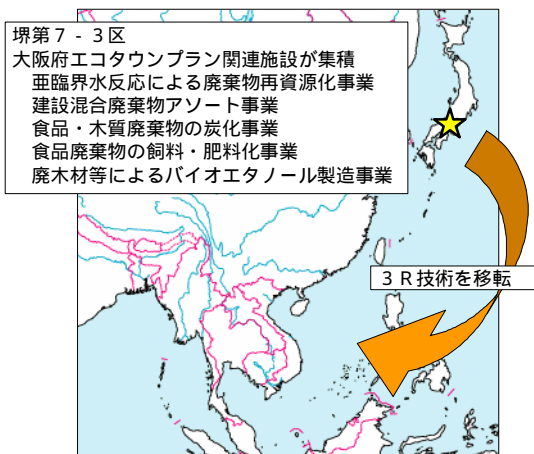 堺第７-３区
大阪府エコタウンプラン関連施設が集積
亜臨界水反応による廃棄物再資源化事業
建設混合廃棄物アソート事業
食品・木質廃棄物の炭化事業
食品廃棄物の飼料・肥料化事業
廃木材等によるバイオエタノール製造事業
３Ｒ技術を移転